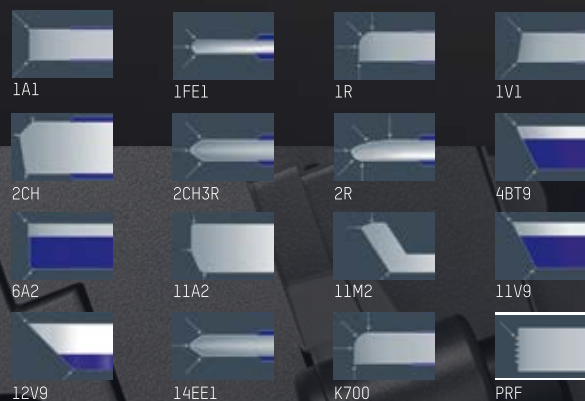 1A1
1FE1
1R
1V1
2CH
2CH3R
2R
4BT9
6A2
11A2
11M2
11V9
12V9
14EE1
K700
PRF